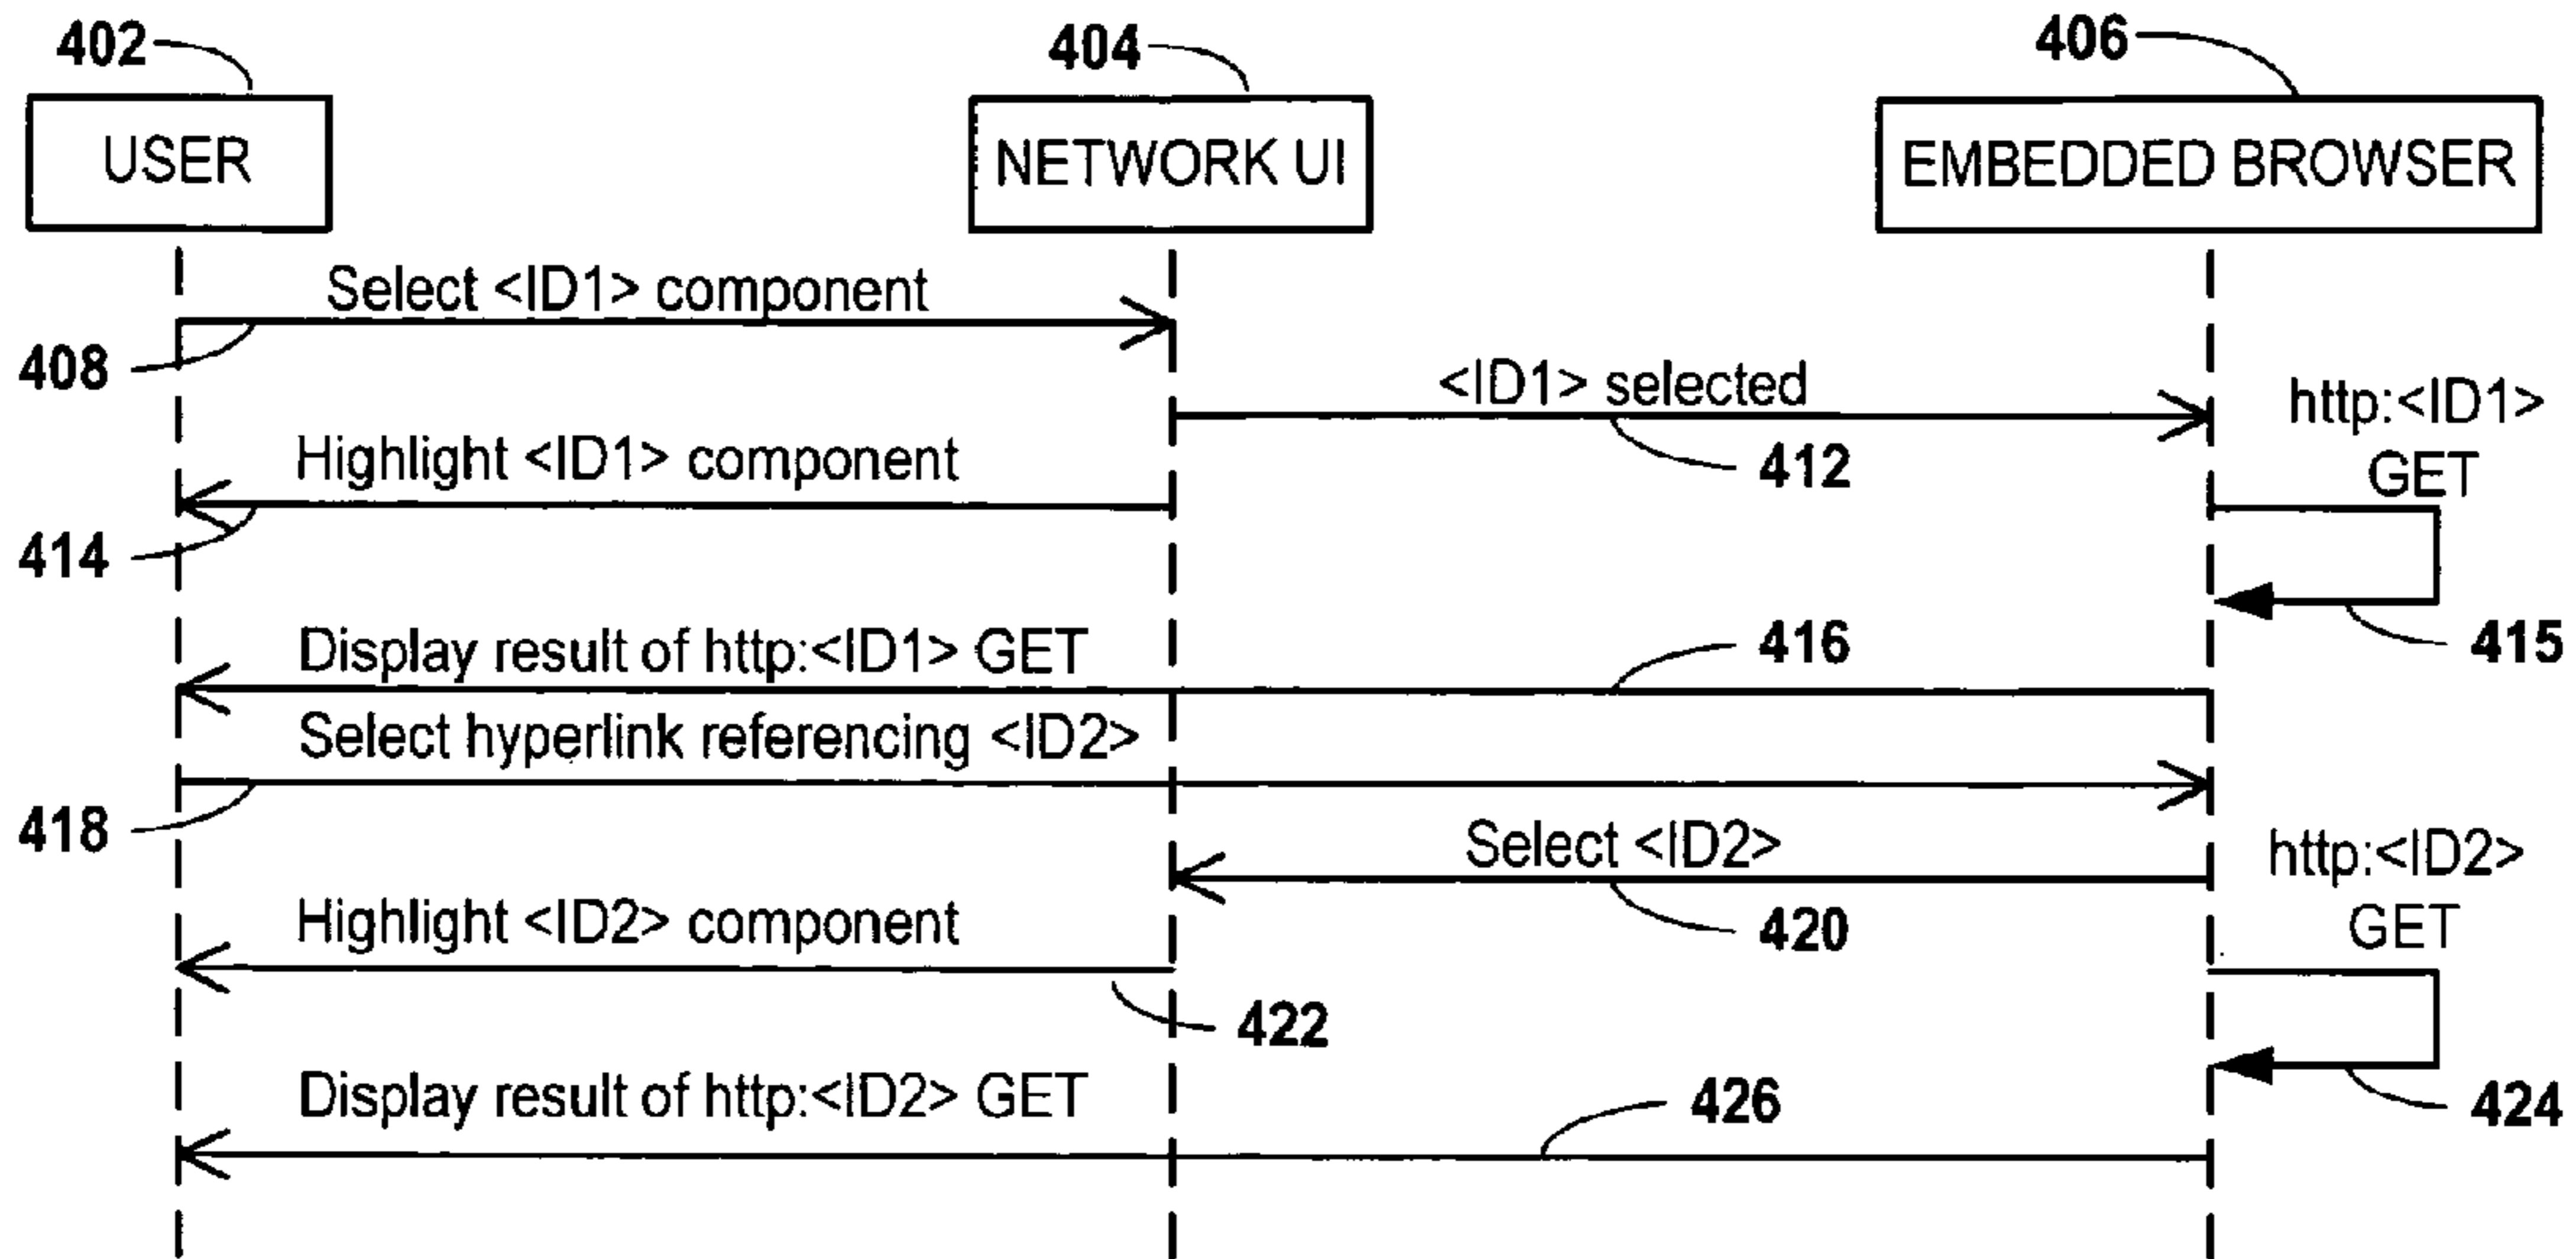 402
404
406
USER
NETWORK UI
EMBEDDED BROWSER
Select <ID1> component
408
<ID1> selected
412
http:<ID1>
GET
Highlight <ID1> component
414
415
Display result of http:<ID1> GET
416
Select hyperlink referencing <ID2>
418
Select <ID2>
420
http:<ID2>
GET
Highlight <ID2> component
422
424
Display result of http:<ID2> GET
426